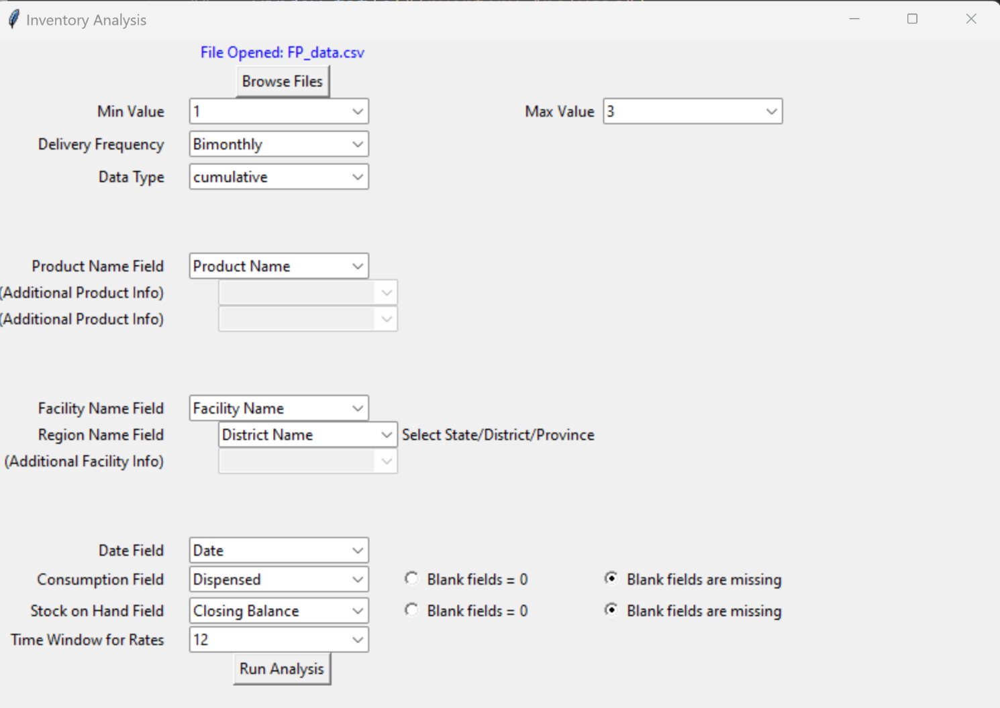 Inventory Analysis
File Opened: FP_data.csv
Browse Files
Min Value 1 Max Value 3
Delivery Frequency Bimonthly
Data Type cumulative
Product Name Field Product Name
(Additional Product Info)
(Additional Product Info)
Facility Name Field Facility Name
Region Name Field District Name Select State/District/Province
(Additional Facility Info)
Date Field Date
Consumption Field Dispensed Blank fields = 0 Blank fields are missing
Stock on Hand Field Closing Balance Blank fields = 0 Blank fields are missing
Time Window for Rates 12
Run Analysis